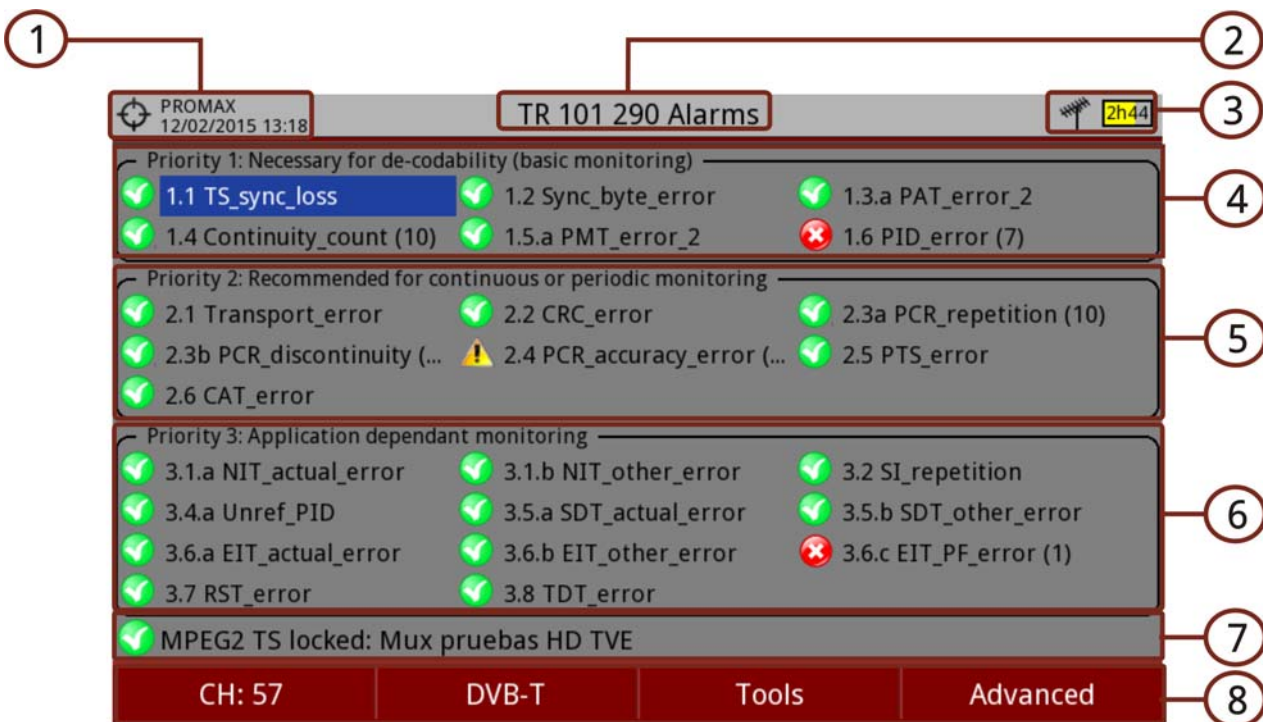 1
2
PROMAX
12/02/2015 13:18
TR 101 290 Alarms
2h44
3
Priority 1: Necessary for de-codability (basic monitoring)
1.1 TS_sync_loss 1.2 Sync_byte_error 1.3.a PAT_error_2
4
1.4 Continuity_count (10) 1.5.a PMT_error_2 1.6 PID_error (7)
Priority 2: Recommended for continuous or periodic monitoring
2.1 Transport_error 2.2 CRC_error 2.3a PCR_repetition (10)
5
2.3b PCR_discontinuity (... 2.4 PCR_accuracy_error (... 2.5 PTS_error
2.6 CAT_error
Priority 3: Application dependant monitoring
3.1.a NIT_actual_error 3.1.b NIT_other_error 3.2 SI_repetition
3.4.a Unref_PID 3.5.a SDT_actual_error 3.5.b SDT_other_error
6
3.6.a EIT_actual_error 3.6.b EIT_other_error 3.6.c EIT_PF_error (1)
3.7 RST_error 3.8 TDT_error
MPEG2 TS locked: Mux pruebas HD TVE
7
CH: 57 DVB-T Tools Advanced
8